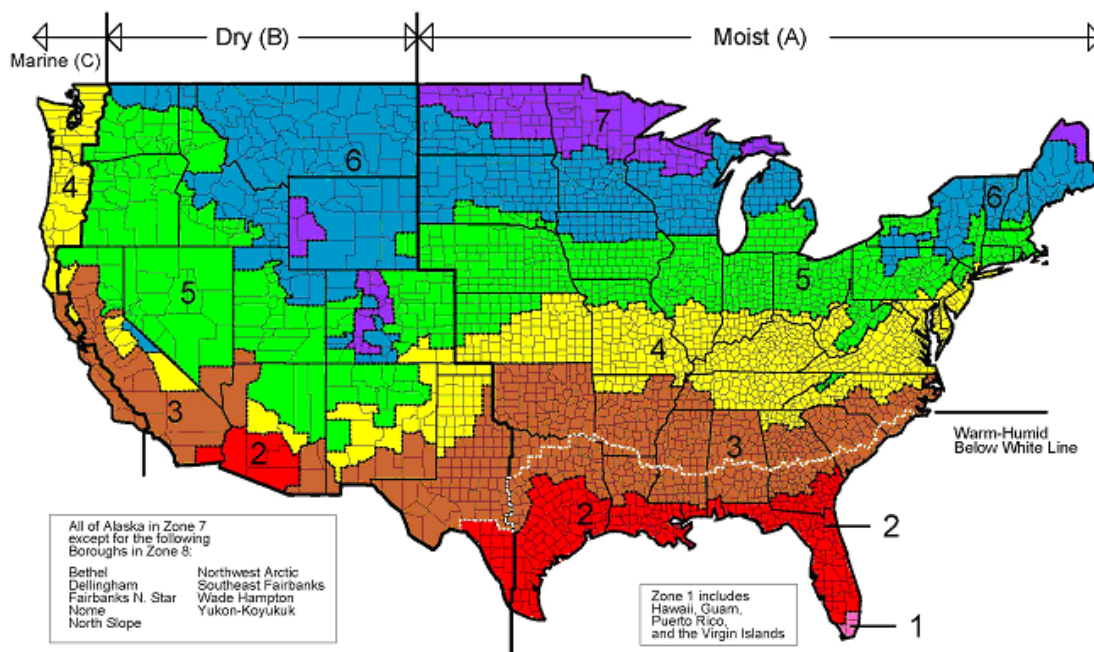 Marine (C)
Dry (B)
Moist (A)
7
6
6
4
5
5
4
3
3
2
2
Warm-Humid
Below White Line
2
1
All of Alaska in Zone 7
except for the following
Boroughs in Zone 8:
Bethel
Dellingham
Fairbanks N. Star
Nome
North Slope
Northwest Arctic
Southeast Fairbanks
Wade Hampton
Yukon-Koyukuk
Zone 1 includes
Hawaii, Guam,
Puerto Rico,
and the Virgin Islands